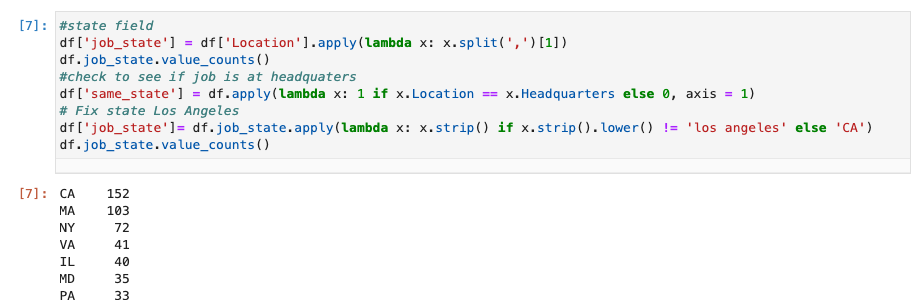 [7]: #state field
df['job_state'] = df['Location'].apply(lambda x: x.split(',')[1])
df.job_state.value_counts()
#check to see if job is at headquaters
df['same_state'] = df.apply(lambda x: 1 if x.Location == x.Headquarters else 0, axis = 1)
# Fix state Los Angeles
df['job_state']= df.job_state.apply(lambda x: x.strip() if x.strip().lower() != 'los angeles' else 'CA')
df.job_state.value_counts()
[7]: CA 152
MA 103
NY 72
VA 41
IL 40
MD 35
PA 33